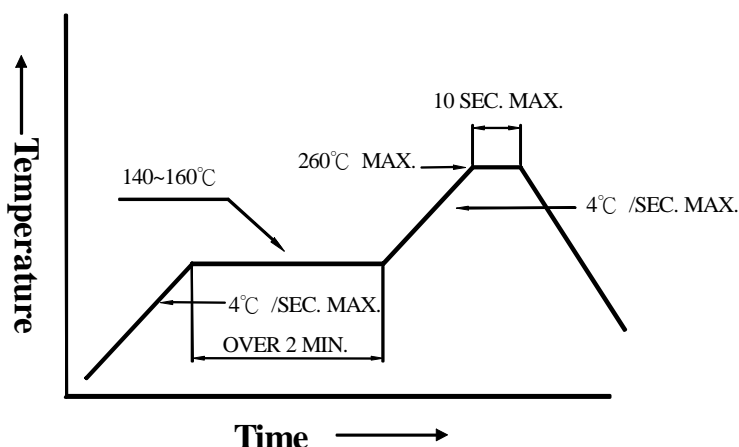 10 SEC. MAX.
260℃ MAX.
140~160℃
4℃ /SEC. MAX.
4℃ /SEC. MAX.
OVER 2 MIN.
Temperature
Time